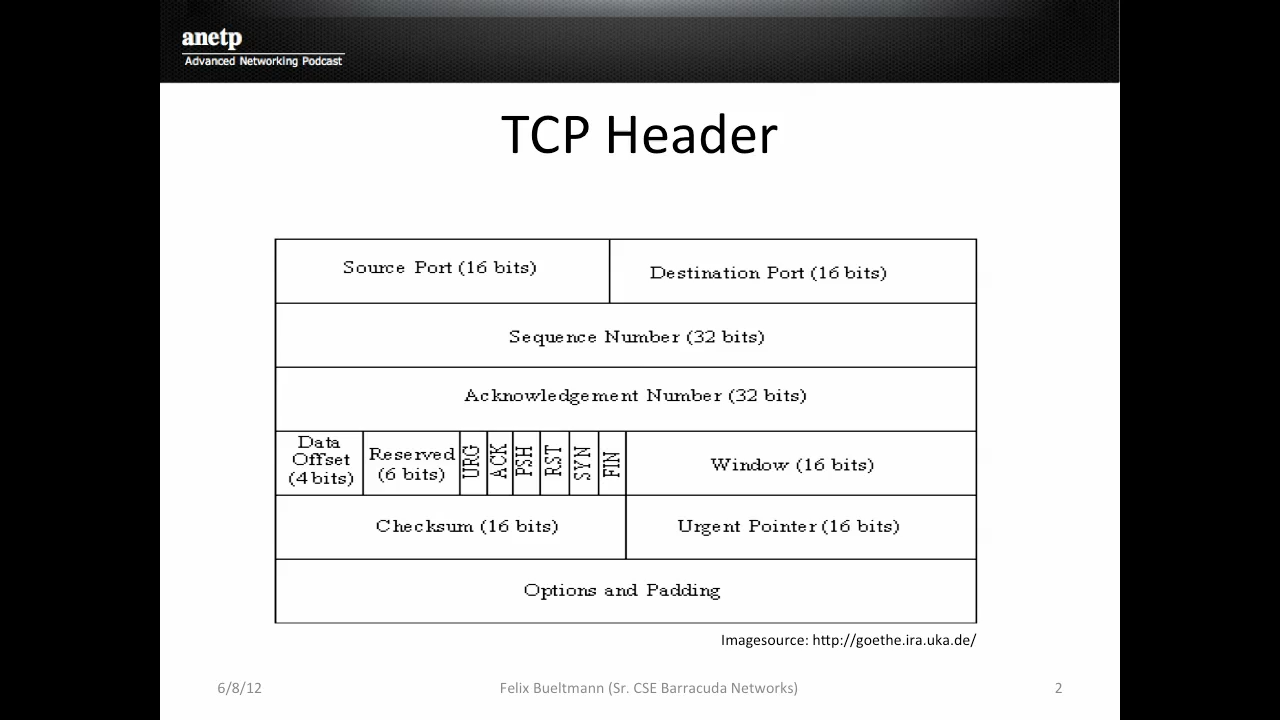 anetp
Advanced Networking Podcast
TCP Header
Source Port (16 bits)
Destination Port (16 bits)
Sequence Number (32 bits)
Acknowledgement Number (32 bits)
Data
Offset
(4 bits)
Reserved
(6 bits)
URG
ACK
PSH
RST
SYN
FIN
Window (16 bits)
Checksum (16 bits)
Urgent Pointer (16 bits)
Options and Padding
Imagesource: http://goethe.ira.uka.de/
6/8/12
Felix Bueltmann (Sr. CSE Barracuda Networks)
2